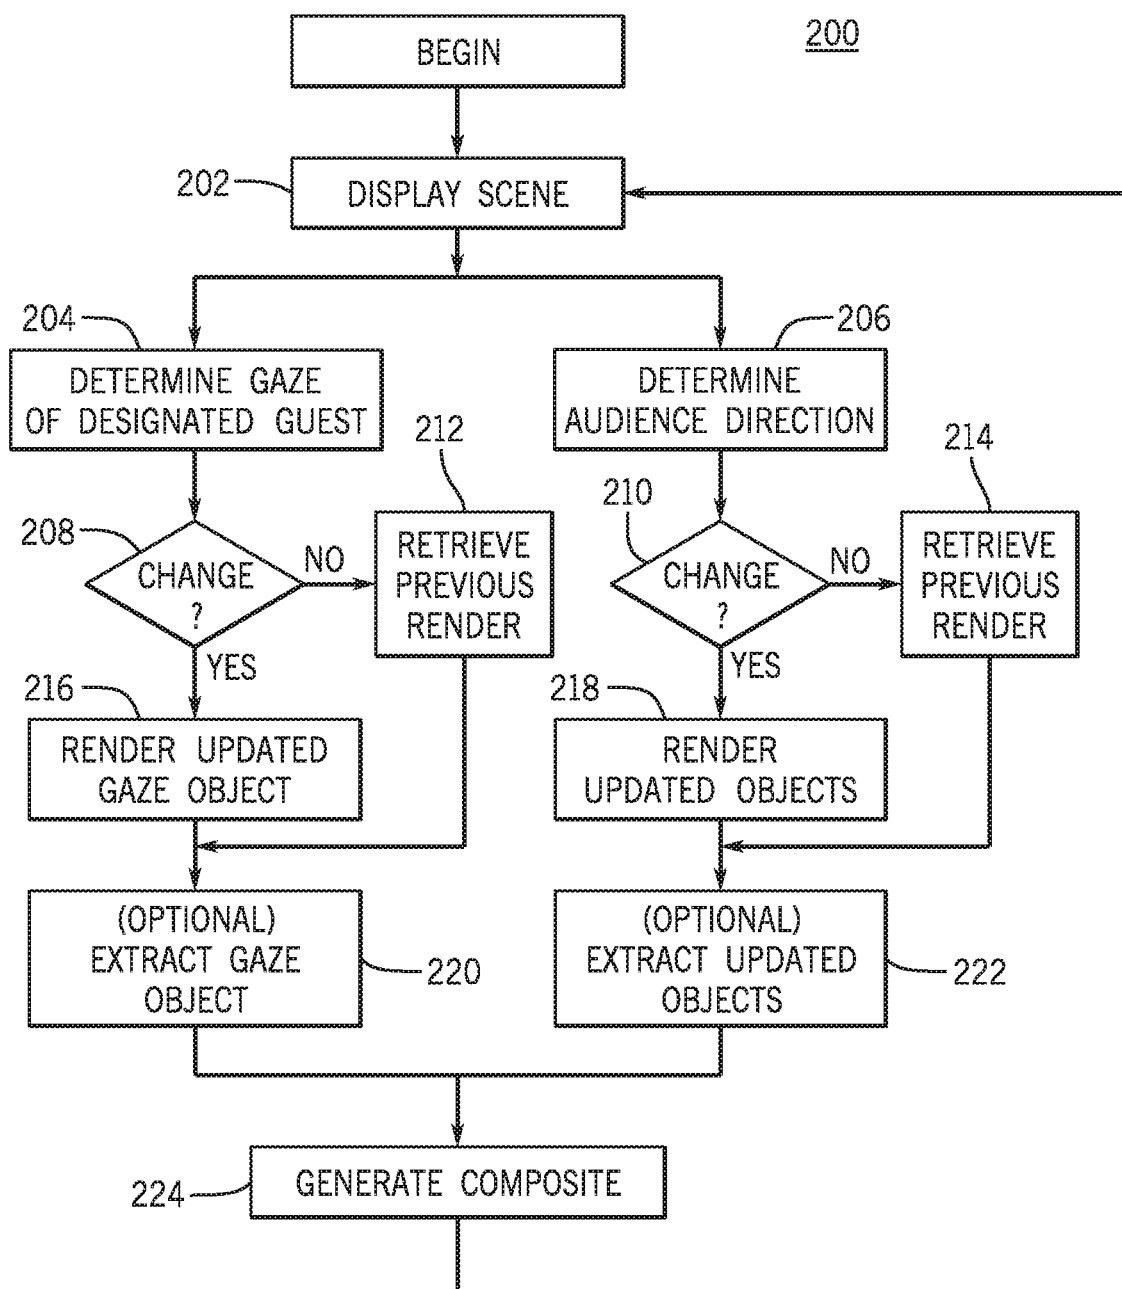 BEGIN
200
202
DISPLAY SCENE
204
206
DETERMINE GAZE
OF DESIGNATED GUEST
DETERMINE
AUDIENCE DIRECTION
212
214
208
CHANGE
?
NO
YES
RETRIEVE
PREVIOUS
RENDER
210
CHANGE
?
NO
YES
RETRIEVE
PREVIOUS
RENDER
216
RENDER UPDATED
GAZE OBJECT
218
RENDER
UPDATED OBJECTS
(OPTIONAL)
EXTRACT GAZE
OBJECT
220
(OPTIONAL)
EXTRACT UPDATED
OBJECTS
222
224
GENERATE COMPOSITE